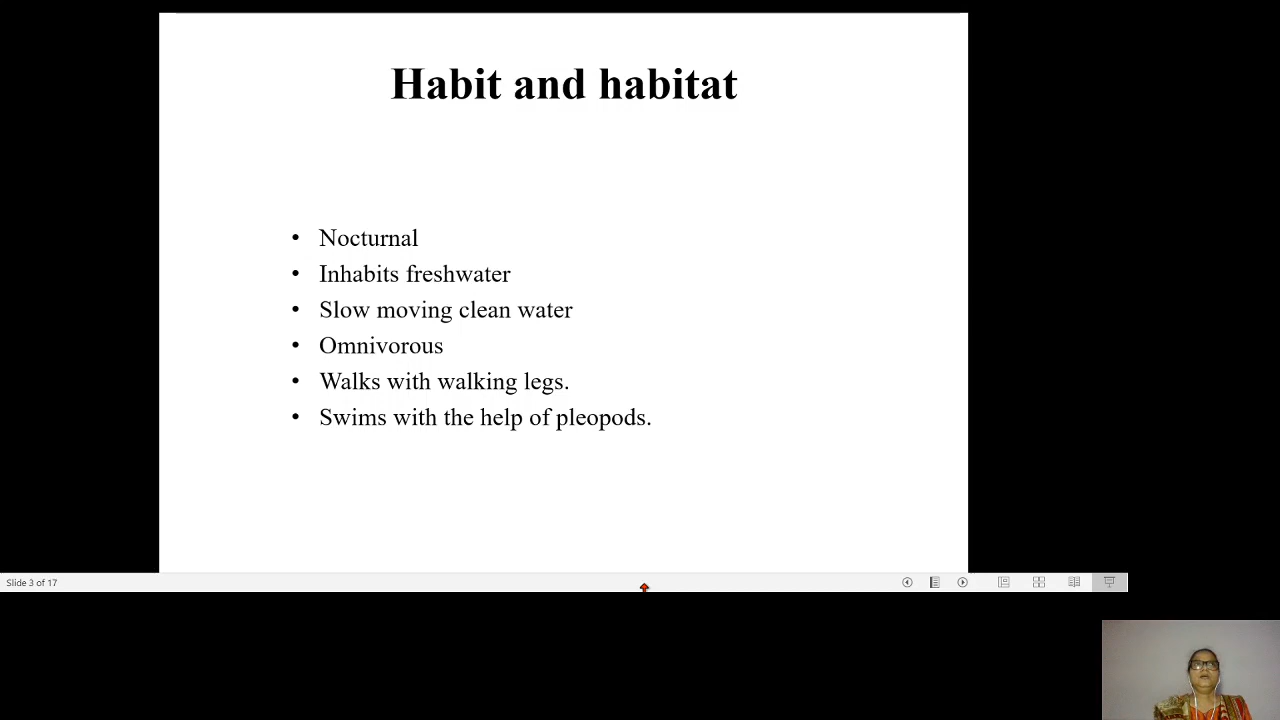 Habit and habitat
• Nocturnal
• Inhabits freshwater
• Slow moving clean water
• Omnivorous
• Walks with walking legs.
• Swims with the help of pleopods.
Slide 3 of 17